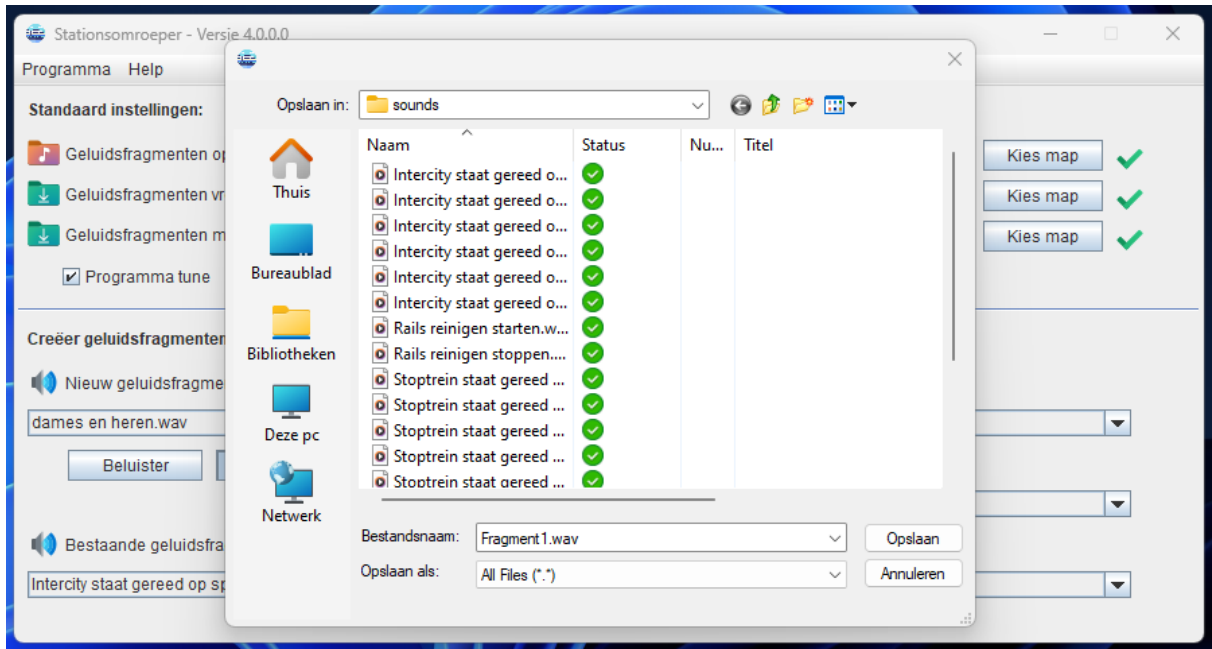 Stationsomroeper - Versie 4.0.0.0
Programma Help
Standaard instellingen:
Geluidsfragmenten op
Kies map
Geluidsfragmenten vr
Kies map
Geluidsfragmenten m
Kies map
Programma tune
Creëer geluidsfragmenten
Nieuw geluidsfragme
dames en heren.wav
Beluister
Bestaande geluidsfra
Intercity staat gereed op sp
Opslaan in: sounds
Thuis
Bureaublad
Bibliotheken
Deze pc
Netwerk
Naam Status Nu... Titel
Intercity staat gereed o...
Intercity staat gereed o...
Intercity staat gereed o...
Intercity staat gereed o...
Intercity staat gereed o...
Intercity staat gereed o...
Rails reinigen starten.w...
Rails reinigen stoppen....
Stoptrein staat gereed ...
Stoptrein staat gereed ...
Stoptrein staat gereed ...
Stoptrein staat gereed ...
Stoptrein staat gereed ...
Bestandsnaam: Fragment1.wav Opslaan
Opslaan als: All Files (*.*) Annuleren